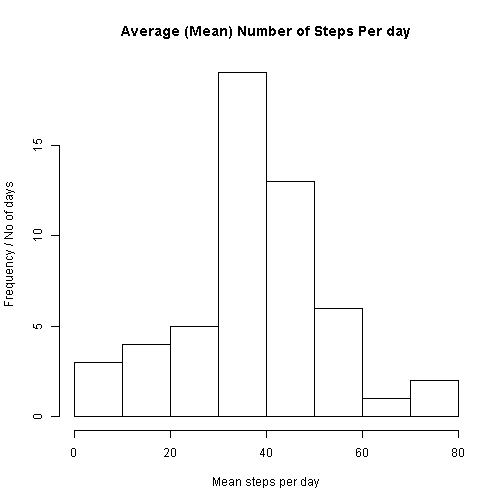 Average (Mean) Number of Steps Per day
Frequency / No of days
15
10
5
0
0 20 40 60 80
Mean steps per day